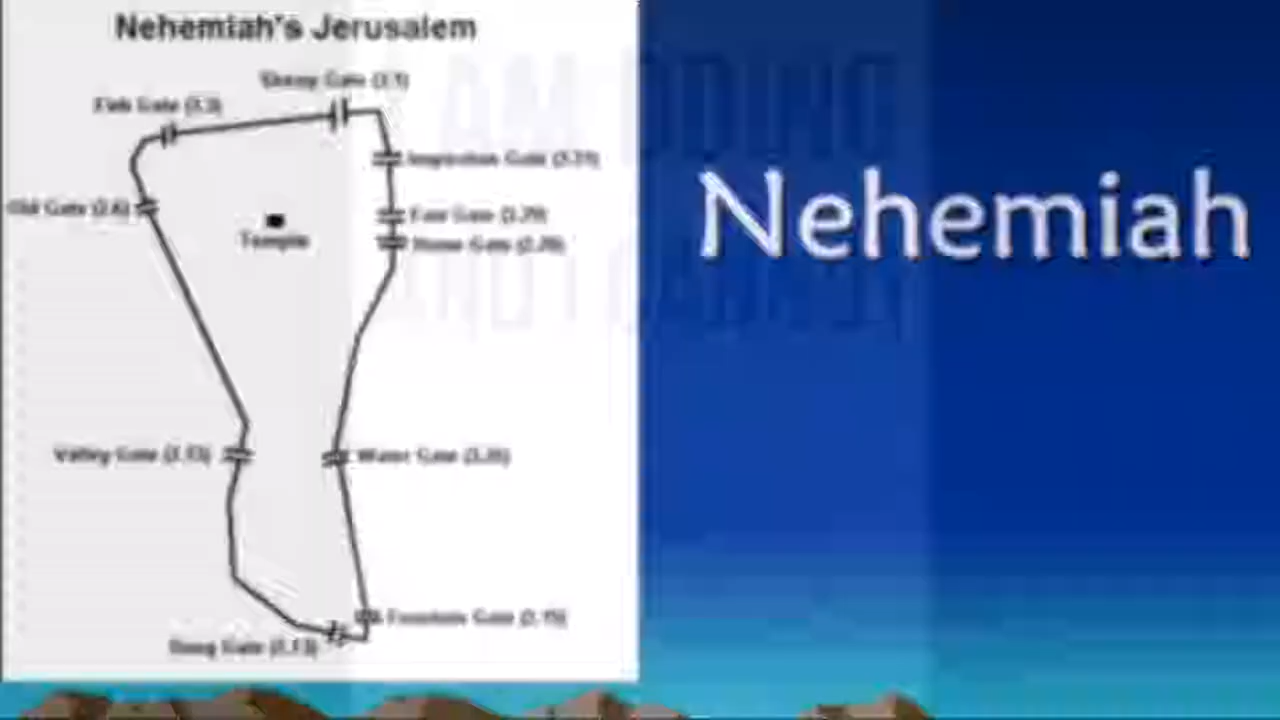 Nehemiah's Jerusalem
Sheep Gate (3.1)
Fish Gate (3.3)
Inspection Gate (3.31)
Old Gate (3.6)
East Gate (3.29)
Temple
Horse Gate (3.28)
Valley Gate (3.13)
Water Gate (3.26)
Fountain Gate (3.15)
Dung Gate (3.13)
Nehemiah